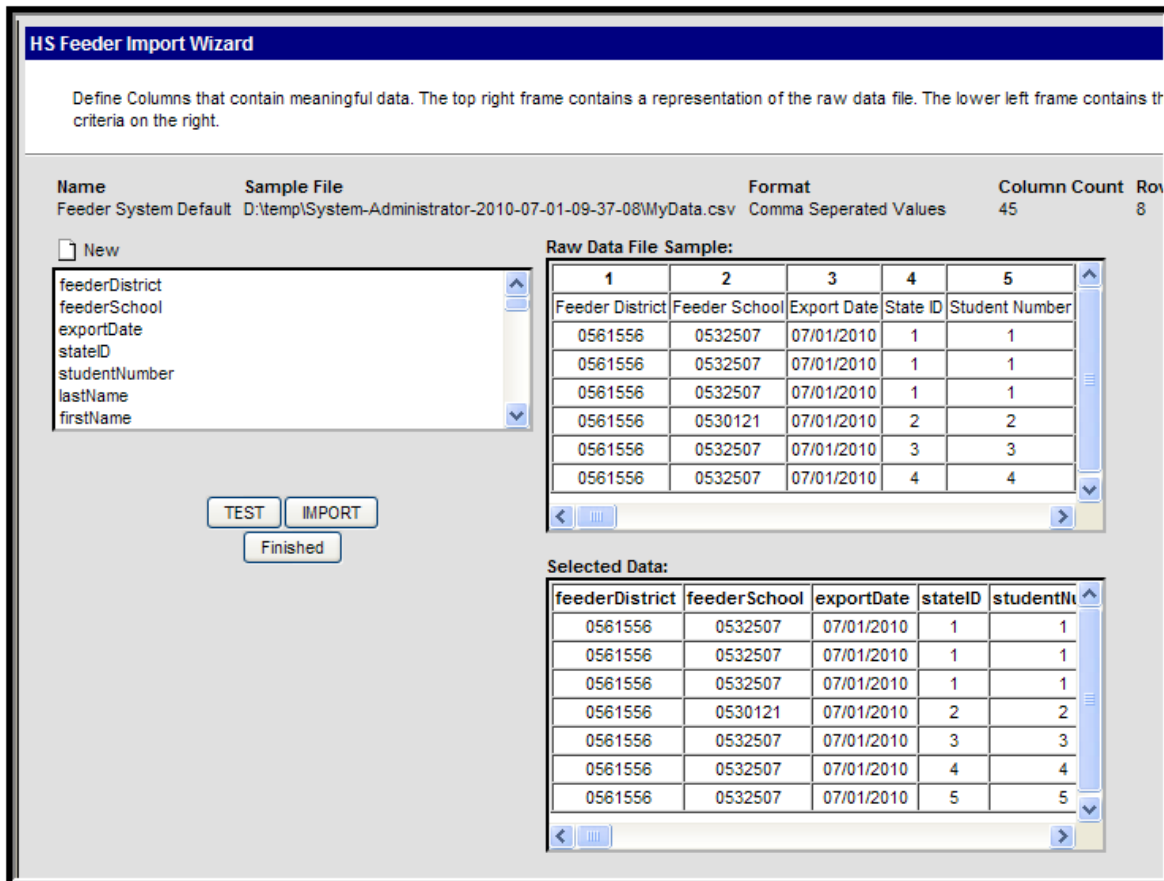 HS Feeder Import Wizard
Define Columns that contain meaningful data. The top right frame contains a representation of the raw data file. The lower left frame contains
criteria on the right.
Name Sample File Format Column Count
Feeder System Default D:\temp\System-Administrator-2010-07-01-09-37-08\MyData.csv Comma Seperated Values 45 8
New
feederDistrict
feederSchool
exportDate
stateID
studentNumber
lastName
firstName
TEST IMPORT
Finished
Raw Data File Sample:
1 2 3 4 5
Feeder District Feeder School Export Date State ID Student Number
0561556 0532507 07/01/2010 1 1
0561556 0532507 07/01/2010 1 1
0561556 0532507 07/01/2010 1 1
0561556 0530121 07/01/2010 2 2
0561556 0532507 07/01/2010 3 3
0561556 0532507 07/01/2010 4 4
Selected Data:
feederDistrict feederSchool exportDate stateID
0561556 0532507 07/01/2010 1 1
0561556 0532507 07/01/2010 1 1
0561556 0532507 07/01/2010 1 1
0561556 0530121 07/01/2010 2 2
0561556 0532507 07/01/2010 3 3
0561556 0532507 07/01/2010 4 4
0561556 0532507 07/01/2010 5 5